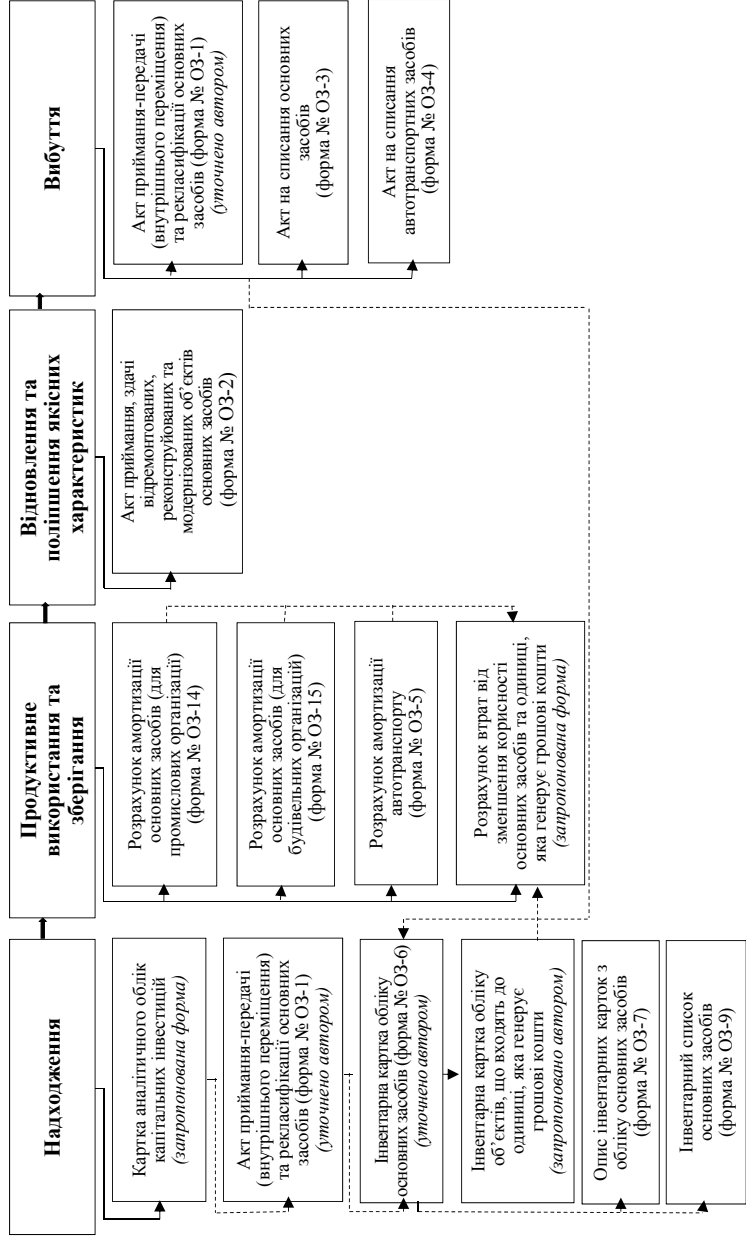 Надходження
Картка аналітичного облік
капітальних інвестицій
(запропонована форма)
Акт приймання-передачі
(внутрішнього переміщення)
та рекласифікації основних
засобів (форма № ОЗ-1)
(уточнено автором)
Інвентарна картка обліку
основних засобів (форма № ОЗ-6)
(уточнено автором)
Інвентарна картка обліку
об’єктів, що входять до
одиниці, яка генерує
грошові кошти
(запропоновано автором)
Опис інвентарних карток з
обліку основних засобів
(форма № ОЗ-7)
Інвентарний список
основних засобів
(форма № ОЗ-9)
Продуктивне
використання та
зберігання
Розрахунок амортизації
основних засобів (для
промислових організації)
(форма № ОЗ-14)
Розрахунок амортизації
основних засобів (для
будівельних організацій)
(форма № ОЗ-15)
Розрахунок амортизації
автотранспорту
(форма № ОЗ-5)
Розрахунок втрат від
зменшення корисності
основних засобів та одиниці,
яка генерує грошові кошти
(запропонована форма)
Відновлення та
поліпшення якісних
характеристик
Акт приймання, здачі
відремонтованих,
реконструйованих та
модернізованих об’єктів
основних засобів
(форма № ОЗ-2)
Вибуття
Акт приймання-передачі
(внутрішнього переміщення
та рекласифікації основних
засобів (форма № ОЗ-1)
(уточнено автором)
Акт на списання основних
засобів
(форма № ОЗ-3)
Акт на списання
автотранспортних засобів
(форма № ОЗ-4)